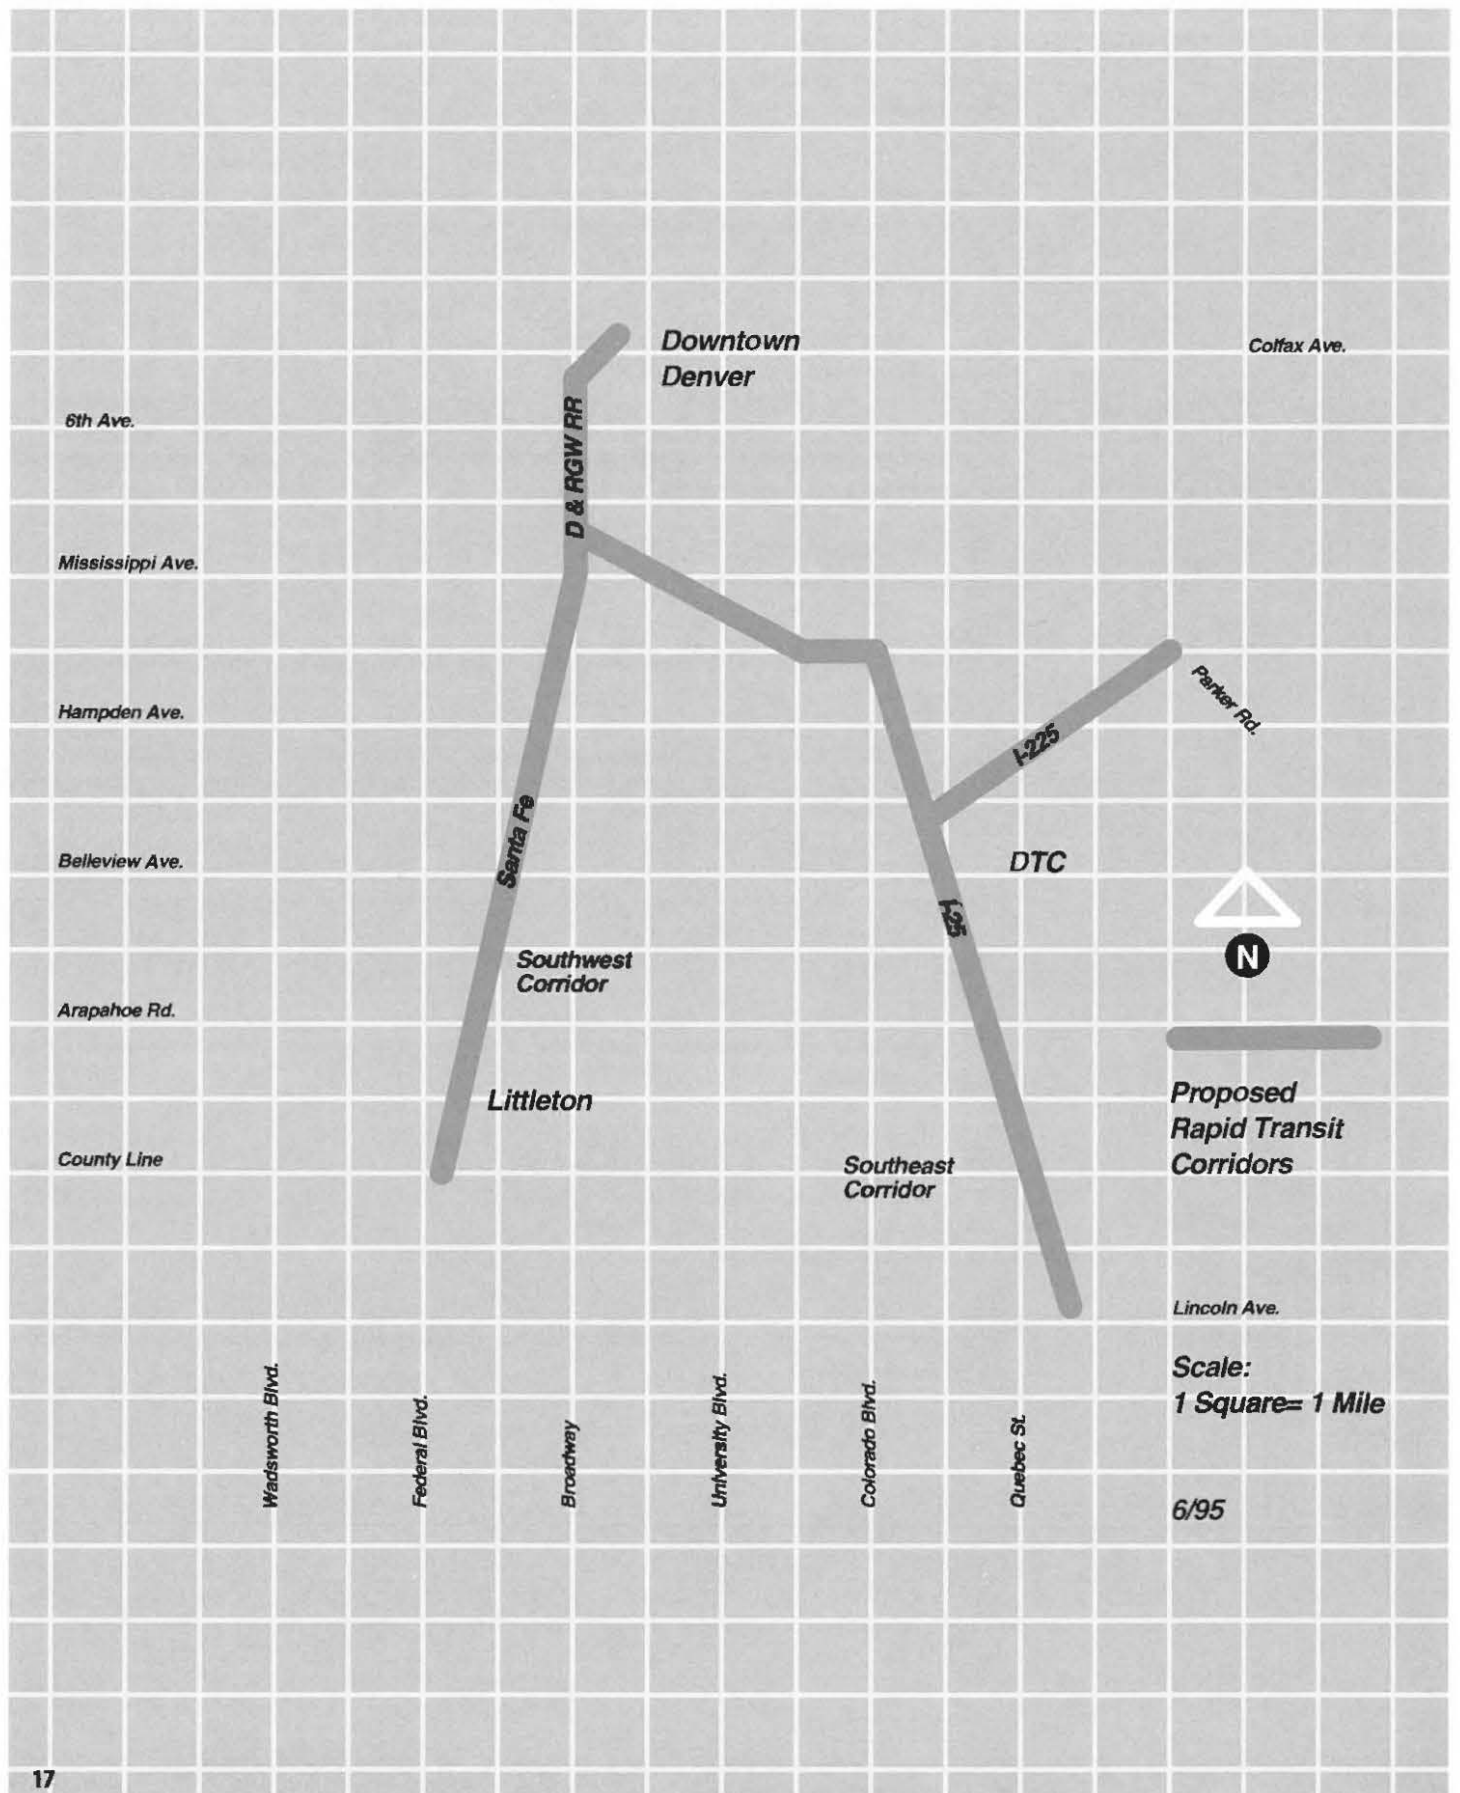 Downtown
Denver
Colfax Ave.
6th Ave.
D & RGW RR
Mississippi Ave.
Parker Rd.
Hampden Ave.
I-225
Santa Fe
Belleview Ave.
DTC
I-25
Southwest
Corridor
N
Arapahoe Rd.
Littleton
Proposed
Rapid Transit
Corridors
County Line
Southeast
Corridor
Lincoln Ave.
Scale:
1 Square= 1 Mile
Wadsworth Blvd.
Federal Blvd.
Broadway
University Blvd.
Colorado Blvd.
Quebec St.
6/95
17